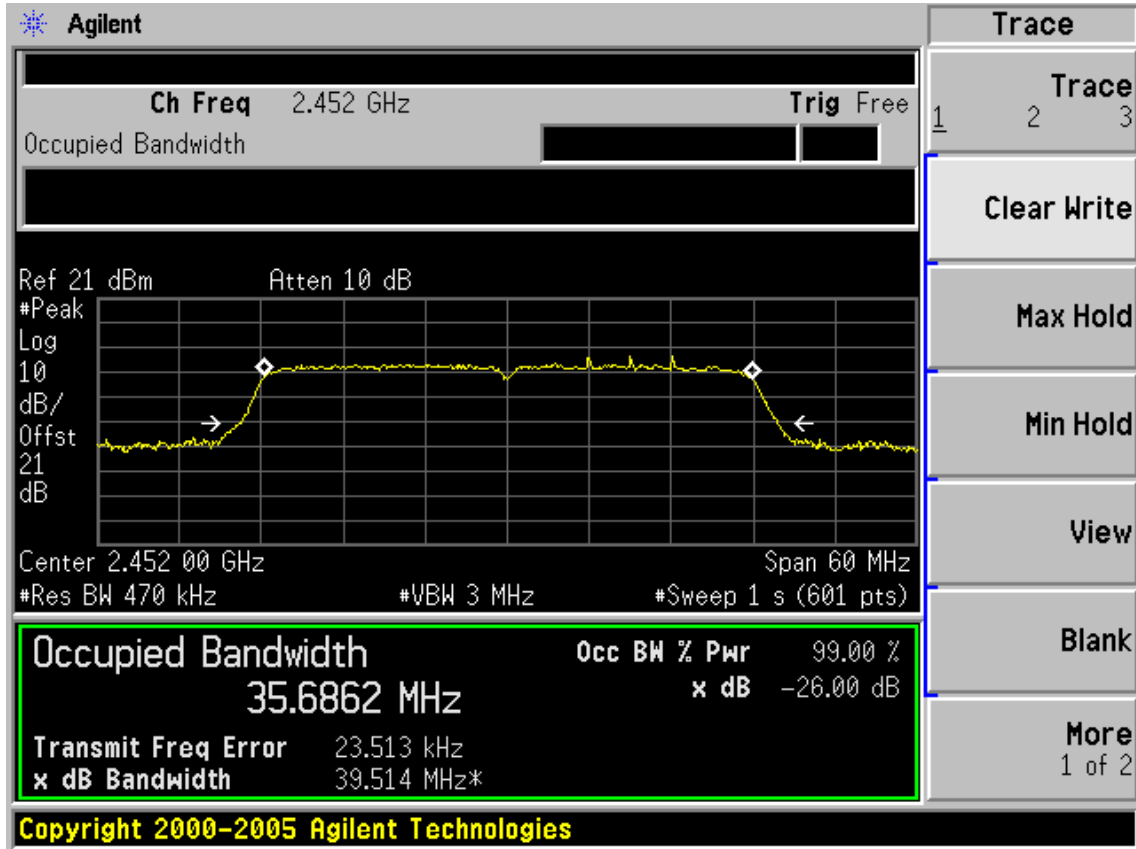 Agilent
Trace
Ch Freq 2.452 GHz Trig Free
Occupied Bandwidth
Trace
1 2 3
Clear Write
Max Hold
Min Hold
View
Blank
More
1 of 2
Ref 21 dBm Atten 10 dB
#Peak
Log
10
dB/
Offst
21
dB
Center 2.452 00 GHz Span 60 MHz
#Res BW 470 kHz #VBW 3 MHz #Sweep 1 s (601 pts)
Occupied Bandwidth
35.6862 MHz
Occ BW % Pwr 99.00 %
x dB -26.00 dB
Transmit Freq Error 23.513 kHz
x dB Bandwidth 39.514 MHz*
Copyright 2000-2005 Agilent Technologies